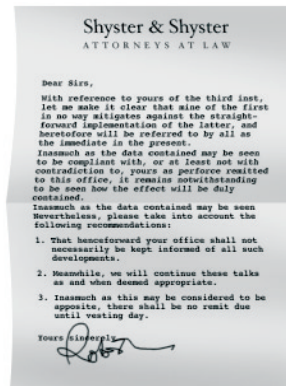 Shyster & Shyster
ATTORNEYS AT LAW
Dear Sirs,
With reference to yours of the third inst,
let me make it clear that mine of the first
in no way mitigates against the straight-
forward implementation of the latter, and
heretofore will be referred to by all as
the immediate in the present.
Inasmuch as the data contained may be seen
to be compliant with, or at least not with
contradiction to, yours as perforce remitted
to this office, it remains notwithstanding
to be seen how the effect will be duly
contained.
Inasmuch as the data contained may be seen
Nevertheless, please take into account the
following recommendations:
1. That henceforward your office shall not
necessarily be kept informed of all such
developments.
2. Meanwhile, we will continue these talks
as and when deemed appropriate.
3. Inasmuch as this may be considered to be
apposite, there shall be no remit due
until vesting day.
Yours sincerely